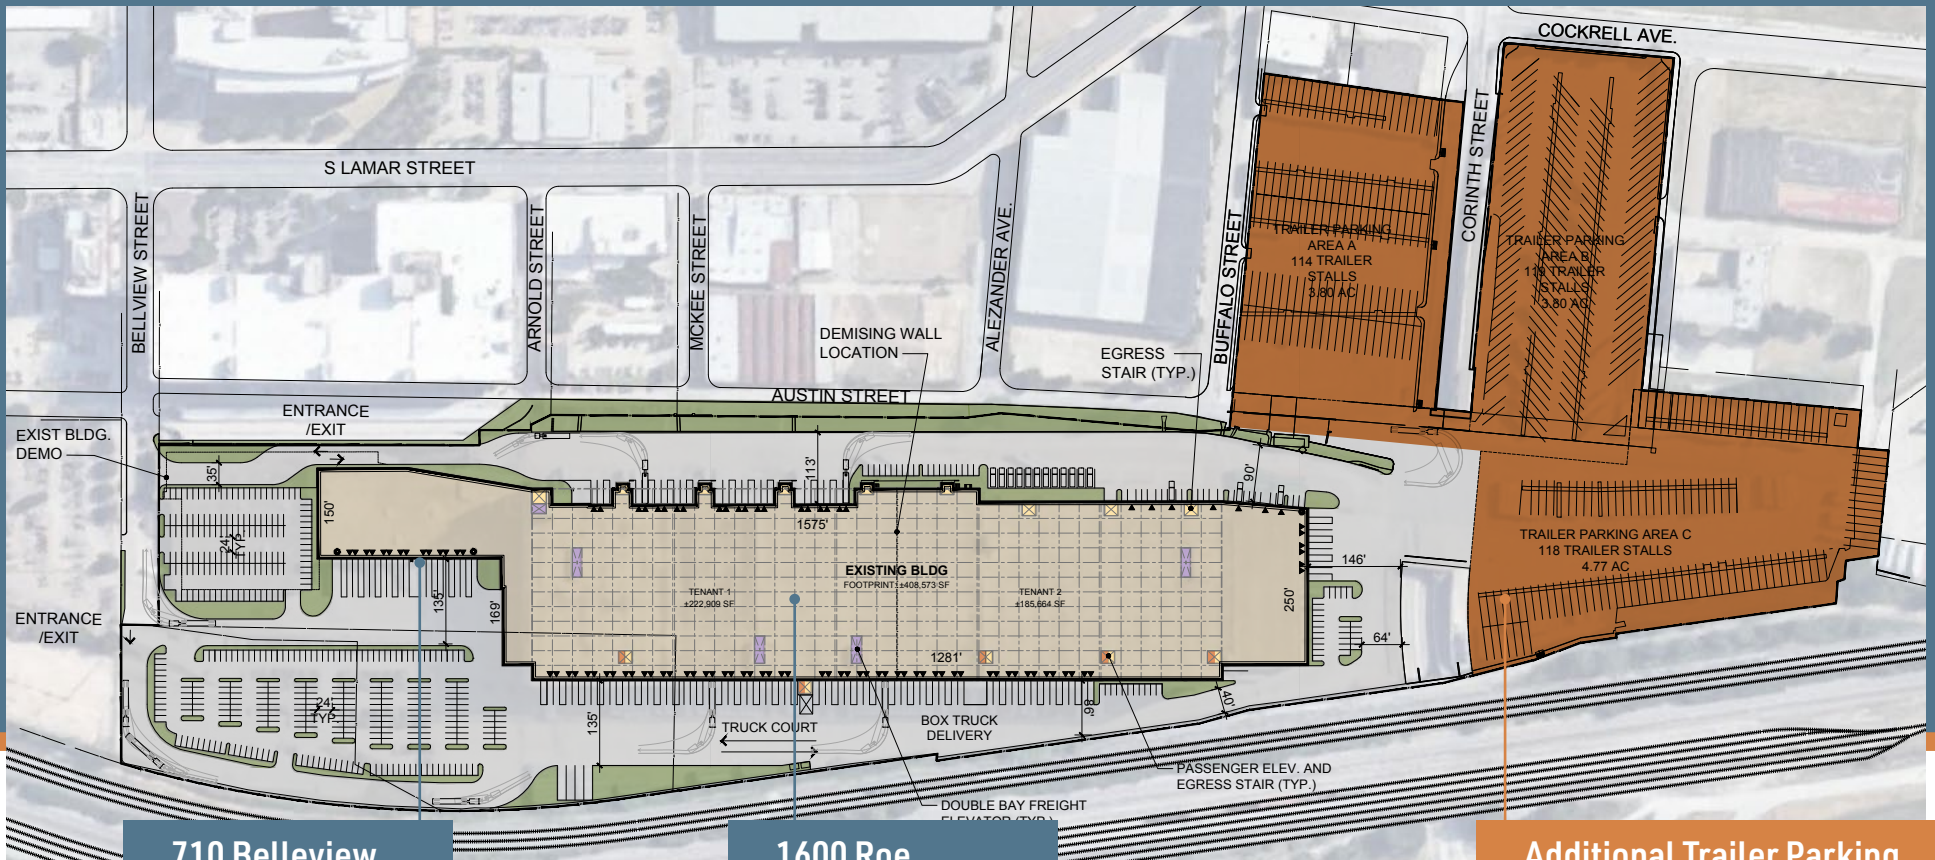 COCKRELL AVE.
S LAMAR STREET
BELLVIEW STREET
ARNOLD STREET
MCKEE STREET
ALEZANDER AVE.
BUFFALO STREET
CORINTH STREET
TRAILER PARKING
AREA A
114 TRAILER
STALLS
3.80 AC
TRAILER PARKING
AREA B
TRAILER
STALLS
3.80 AC
DEMISING WALL
LOCATION
EGRESS
STAIR (TYP.)
AUSTIN STREET
ENTRANCE
/EXIT
EXIST BLDG.
DEMO
35'
113'
90'
150'
24'
TYP.
1575'
EXISTING BLDG
FOOTPRINT: ±408,573 SF
TENANT 1
±222,909 SF
TENANT 2
±185,664 SF
TRAILER PARKING AREA C
118 TRAILER STALLS
4.77 AC
146'
135'
169'
250'
64'
ENTRANCE
/EXIT
1281'
24'
TYP.
135'
TRUCK COURT
BOX TRUCK
DELIVERY
98'
40'
PASSENGER ELEV. AND
EGRESS STAIR (TYP.)
DOUBLE BAY FREIGHT
ELEVATOR (TYP.)
710 Belleview
1600 Roe
Additional Trailer Parking